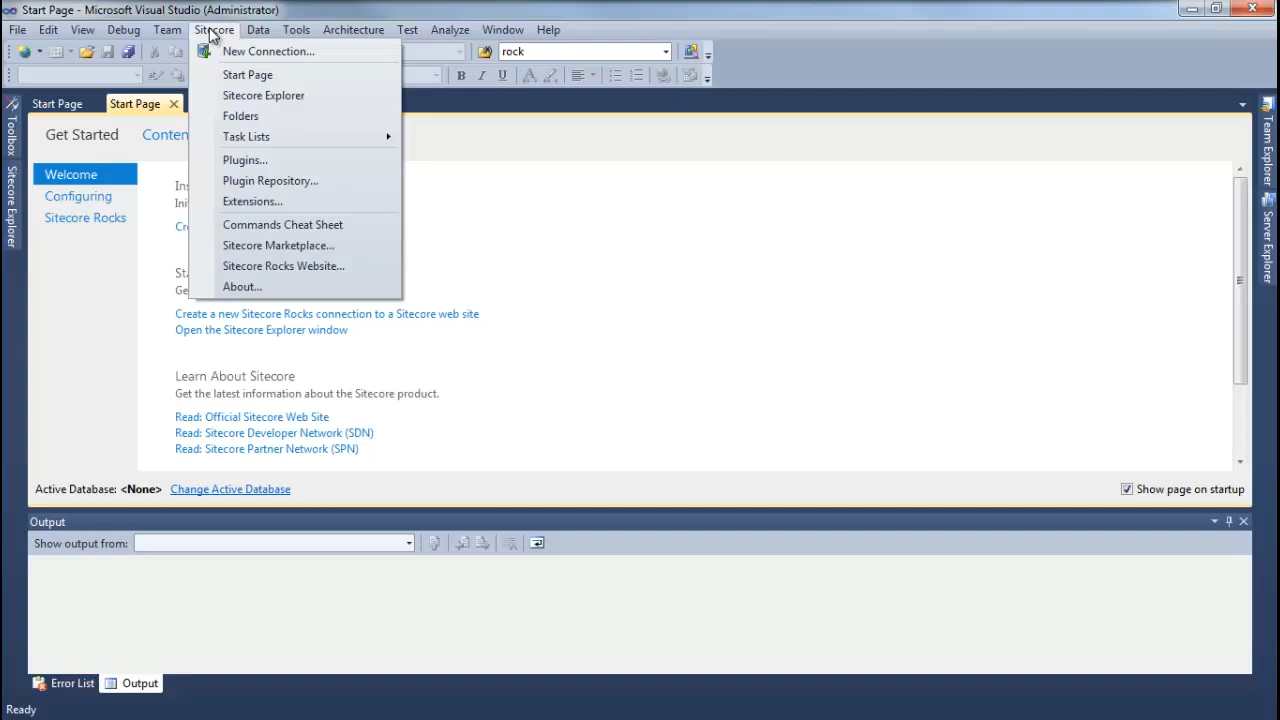 Start Page - Microsoft Visual Studio (Administrator)
File Edit View Debug Team Sitecore Data Tools Architecture Test Analyze Window Help
New Connection...
rock
Start Page
Sitecore Explorer
Folders
Task Lists
Plugins...
Plugin Repository...
Extensions...
Commands Cheat Sheet
Sitecore Marketplace...
Sitecore Rocks Website...
About...
B I U
Start Page
Start Page
Toolbox
Sitecore Explorer
Team Explorer
Server Explorer
Get Started
Conten
Welcome
Configuring
Sitecore Rocks
Ins
Init
Cre
Sta
Ge
Create a new Sitecore Rocks connection to a Sitecore web site
Open the Sitecore Explorer window
Learn About Sitecore
Get the latest information about the Sitecore product.
Read: Official Sitecore Web Site
Read: Sitecore Developer Network (SDN)
Read: Sitecore Partner Network (SPN)
Active Database: <None> Change Active Database
Show page on startup
Output
Show output from:
Error List
Output
Ready